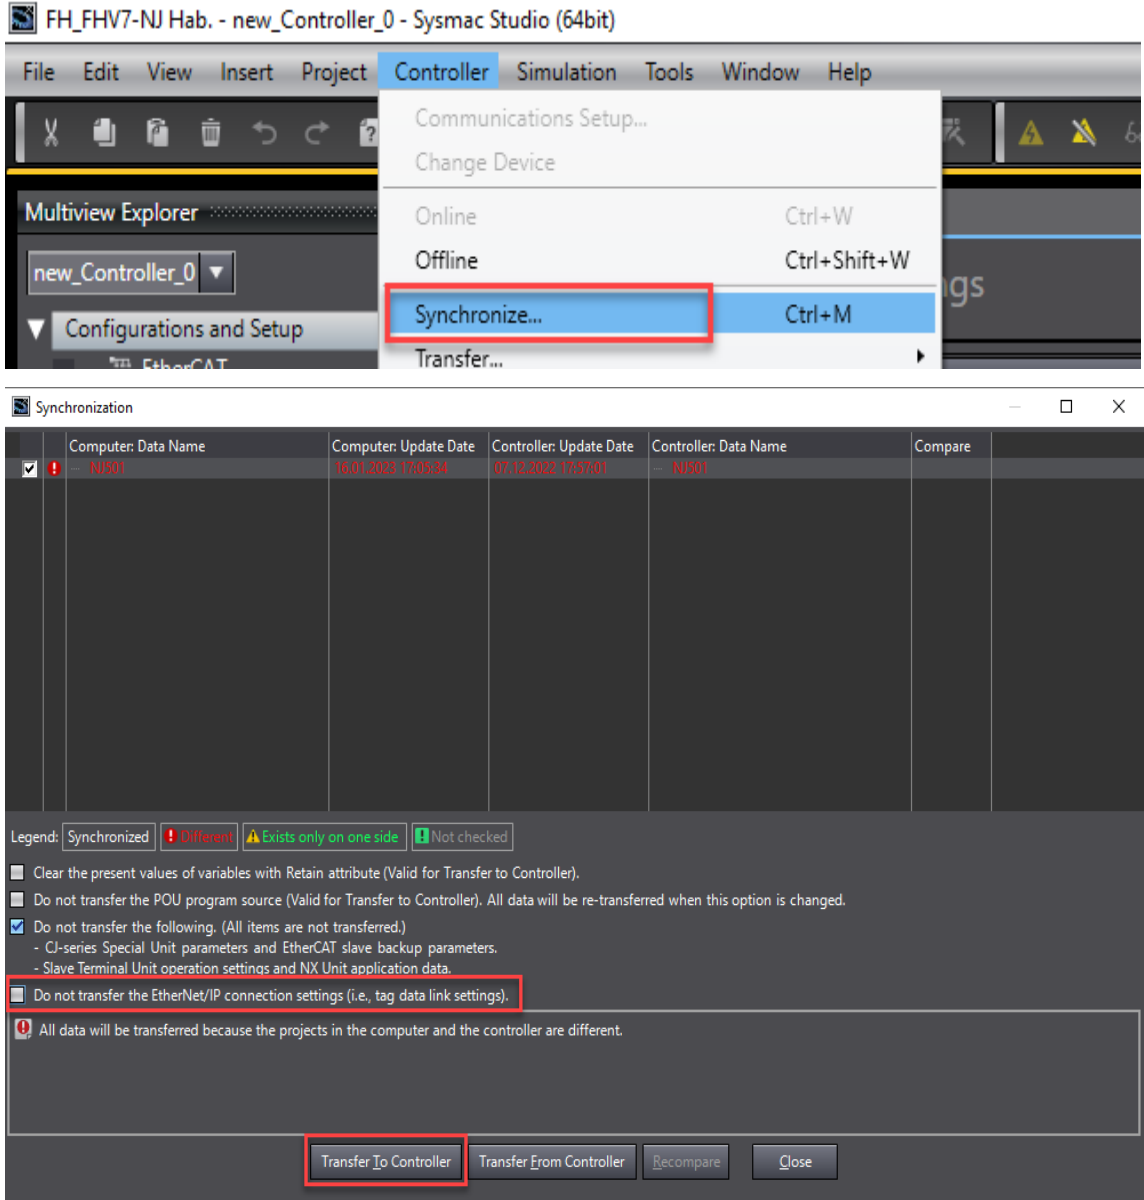 FH_FHV7-NJ Hab. - new_Controller_0 - Sysmac Studio (64bit)
File Edit View Insert Project Controller Simulation Tools Window Help
Communications Setup...
Change Device
Multiview Explorer
Online Ctrl+W
Offline Ctrl+Shift+W
new_Controller_0
gs
Synchronize... Ctrl+M
Configurations and Setup
Transfer...
EtherCAT
Synchronization
Computer: Data Name Computer: Update Date Controller: Update Date Controller: Data Name Compare
NJ501 16.01.2023 17:05:34 07.12.2022 17:57:01 NJ501
Legend: Synchronized Different Exists only on one side Not checked
Clear the present values of variables with Retain attribute (Valid for Transfer to Controller).
Do not transfer the POU program source (Valid for Transfer to Controller). All data will be re-transferred when this option is changed.
Do not transfer the following. (All items are not transferred.)
- CJ-series Special Unit parameters and EtherCAT slave backup parameters.
- Slave Terminal Unit operation settings and NX Unit application data.
Do not transfer the EtherNet/IP connection settings (i.e., tag data link settings).
All data will be transferred because the projects in the computer and the controller are different.
Transfer To Controller Transfer From Controller Recompare Close